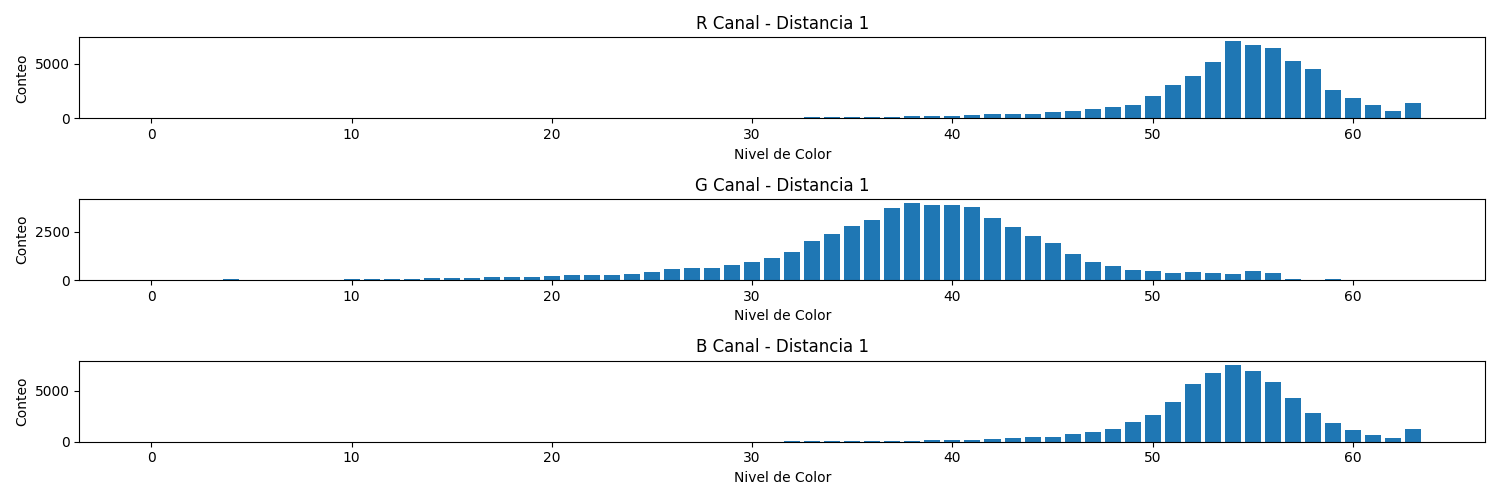 R Canal - Distancia 1
Conteo
5000
0
0 10 20 30 40 50 60
Nivel de Color
G Canal - Distancia 1
Conteo
2500
0
0 10 20 30 40 50 60
Nivel de Color
B Canal - Distancia 1
Conteo
5000
0
0 10 20 30 40 50 60
Nivel de Color